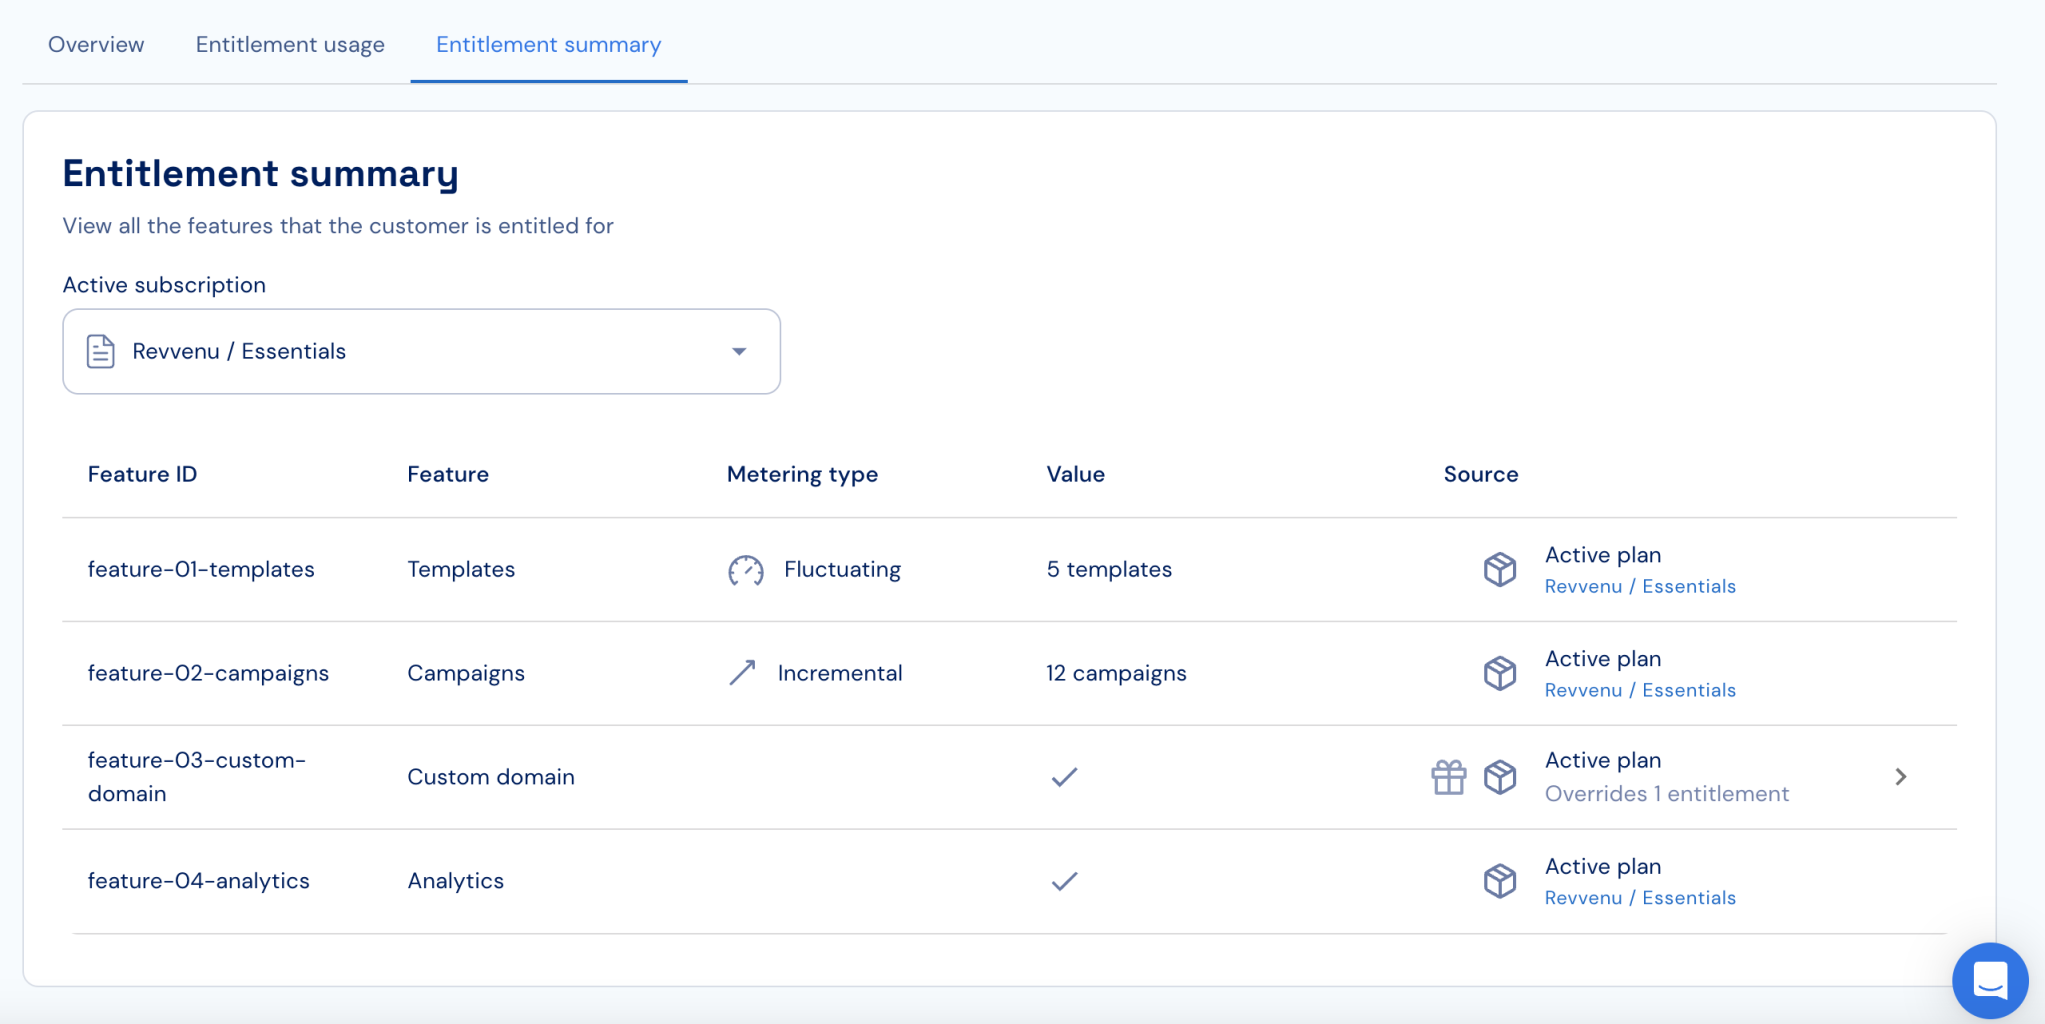 Overview
Entitlement usage
Entitlement summary
Entitlement summary
View all the features that the customer is entitled for
Active subscription
Revvenu / Essentials
Feature ID
Feature
Metering type
Value
Source
feature-01-templates
Templates
Fluctuating
5 templates
Active plan
Revvenu / Essentials
feature-02-campaigns
Campaigns
Incremental
12 campaigns
Active plan
Revvenu / Essentials
feature-03-custom-
domain
Custom domain
Active plan
Overrides 1 entitlement
feature-04-analytics
Analytics
Active plan
Revvenu / Essentials